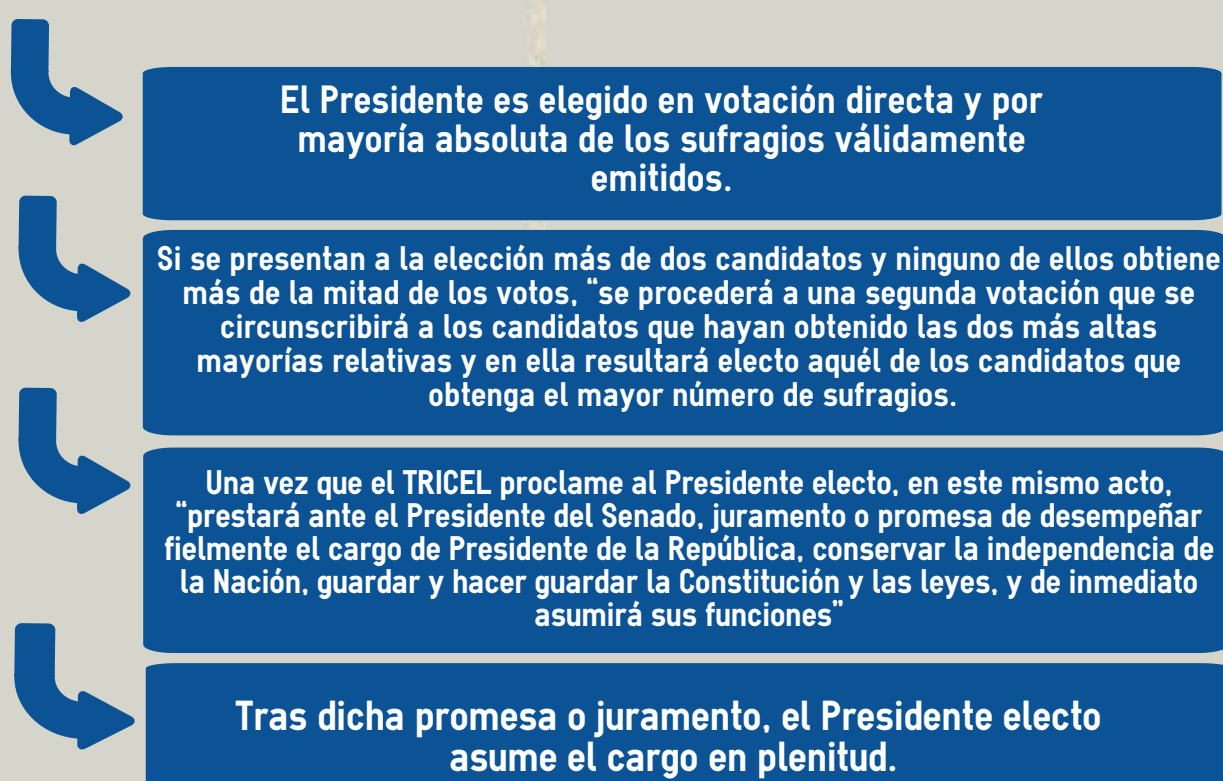 El Presidente es elegido en votación directa y por
mayoría absoluta de los sufragios válidamente
emitidos.
Si se presentan a la elección más de dos candidatos y ninguno de ellos obtiene
más de la mitad de los votos, “se procederá a una segunda votación que se
circunscribirá a los candidatos que hayan obtenido las dos más altas
mayorías relativas y en ella resultará electo aquél de los candidatos que
obtenga el mayor número de sufragios.
Una vez que el TRICEL proclame al Presidente electo, en este mismo acto,
“prestará ante el Presidente del Senado, juramento o promesa de desempeñar
fielmente el cargo de Presidente de la República, conservar la independencia de
la Nación, guardar y hacer guardar la Constitución y las leyes, y de inmediato
asumirá sus funciones”
Tras dicha promesa o juramento, el Presidente electo
asume el cargo en plenitud.